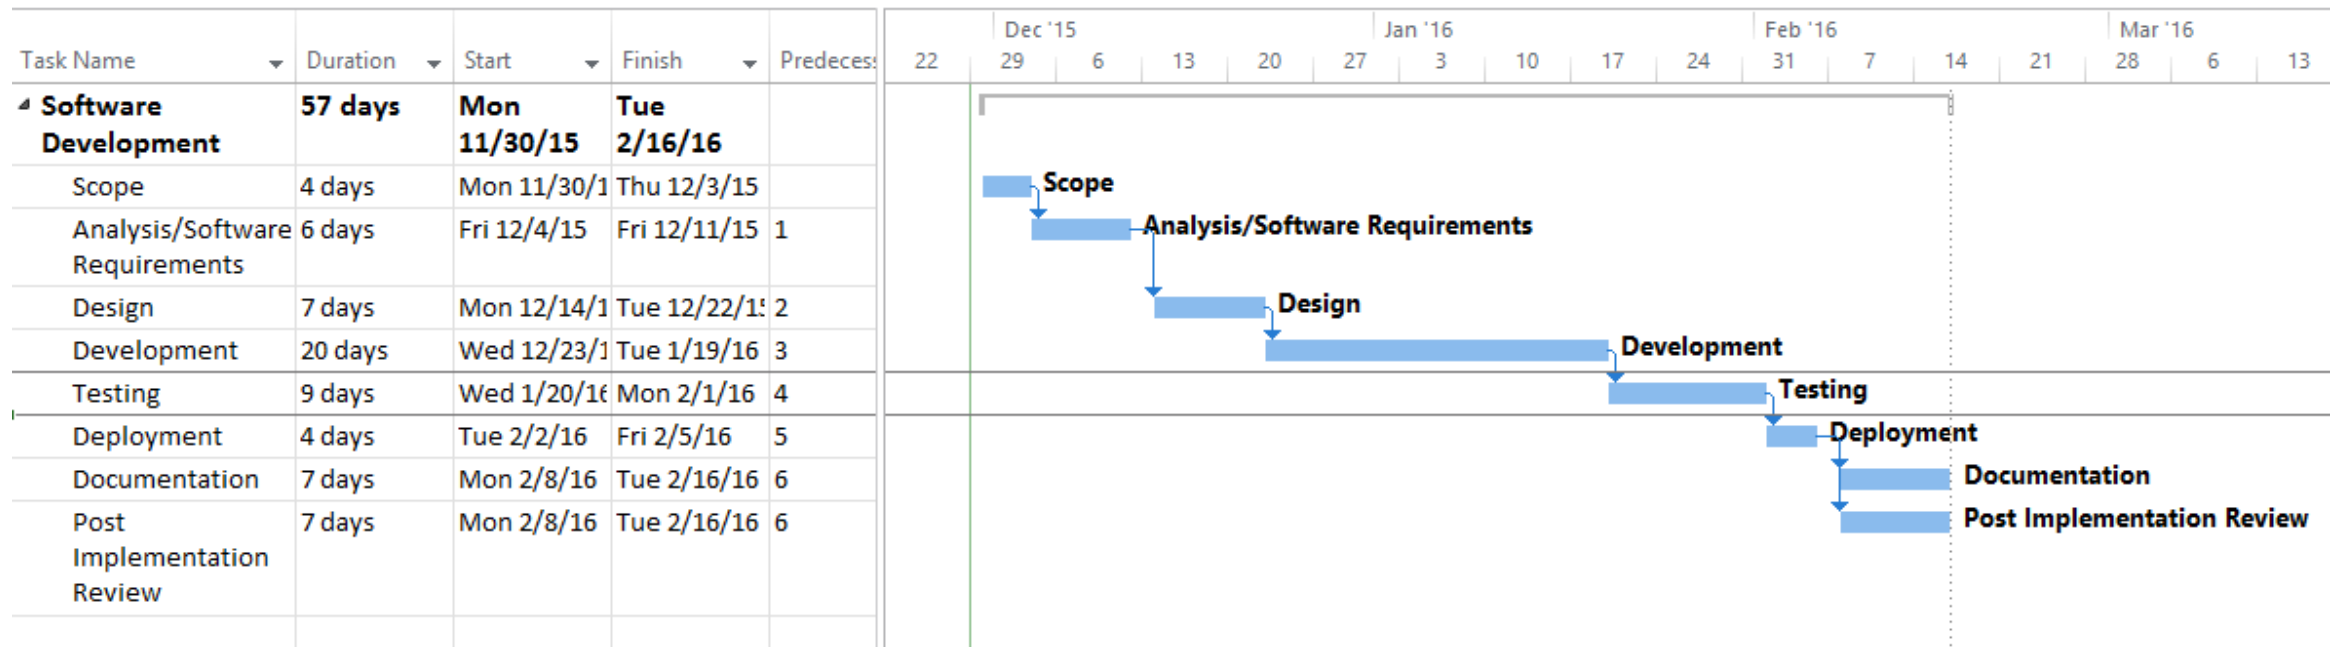 Dec '15 Jan '16 Feb '16 Mar '16
Task Name Duration Start Finish Predeces 22 29 6 13 20 27 3 10 17 24 31 7 14 21 28 6 13
Software 57 days Mon Tue
Development 11/30/15 2/16/16
Scope 4 days Mon 11/30/1 Thu 12/3/15 Scope
Analysis/Software 6 days Fri 12/4/15 Fri 12/11/15 1 Analysis/Software Requirements
Requirements
Design 7 days Mon 12/14/1 Tue 12/22/1 2 Design
Development 20 days Wed 12/23/1 Tue 1/19/16 3 Development
Testing 9 days Wed 1/20/16 Mon 2/1/16 4 Testing
Deployment 4 days Tue 2/2/16 Fri 2/5/16 5 Deployment
Documentation 7 days Mon 2/8/16 Tue 2/16/16 6 Documentation
Post 7 days Mon 2/8/16 Tue 2/16/16 6 Post Implementation Review
Implementation
Review